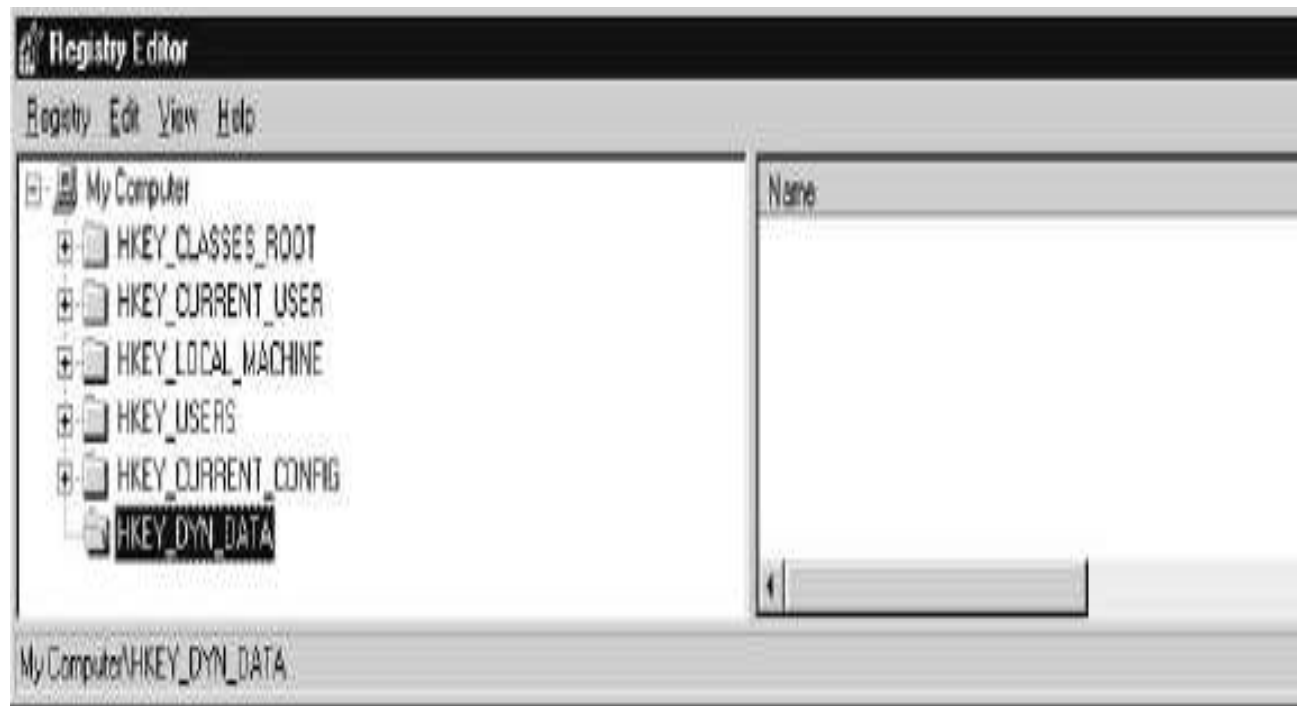 Registry Editor
Registry Edit View Help
My Computer
Name
HKEY_CLASSES_ROOT
HKEY_CURRENT_USER
HKEY_LOCAL_MACHINE
HKEY_USERS
HKEY_CURRENT_CONFIG
HKEY_DYN_DATA
My Computer\HKEY_DYN_DATA